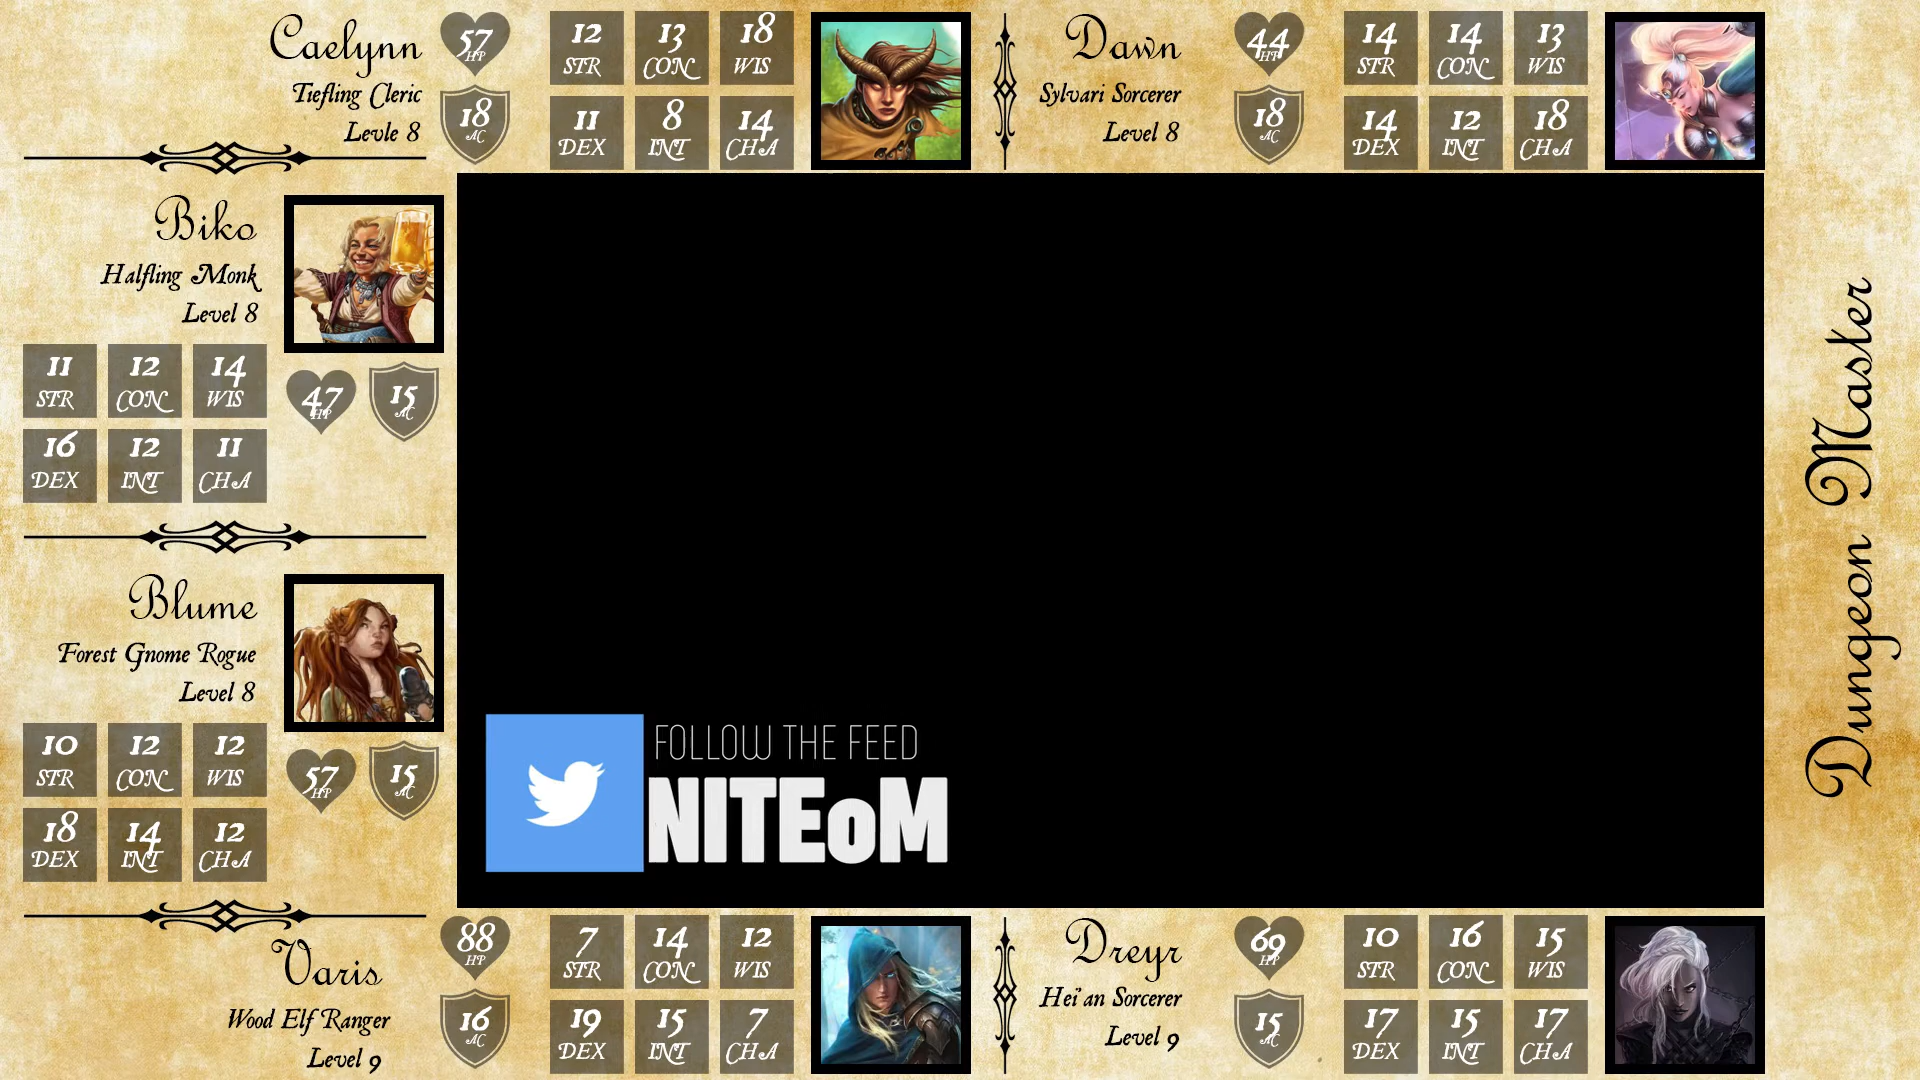 Caelynn
Tiefling Cleric
Levle 8
57
HP
18
AC
12
STR
13
CON
18
WIS
11
DEX
8
INT
14
CHA
Dawn
Sylvari Sorcerer
Level 8
44
HP
18
AC
14
STR
14
CON
13
WIS
14
DEX
12
INT
18
CHA
Biko
Halfling Monk
Level 8
11
STR
12
CON
14
WIS
16
DEX
12
INT
11
CHA
47
HP
15
AC
Blume
Forest Gnome Rogue
Level 8
10
STR
12
CON
12
WIS
18
DEX
14
INT
12
CHA
57
HP
15
AC
FOLLOW THE FEED
NITEoM
Dungeon Master
Varis
Wood Elf Ranger
Level 9
88
HP
16
AC
7
STR
14
CON
12
WIS
19
DEX
15
INT
7
CHA
Dreyr
Hei'an Sorcerer
Level 9
69
HP
15
AC
10
STR
16
CON
15
WIS
17
DEX
15
INT
17
CHA